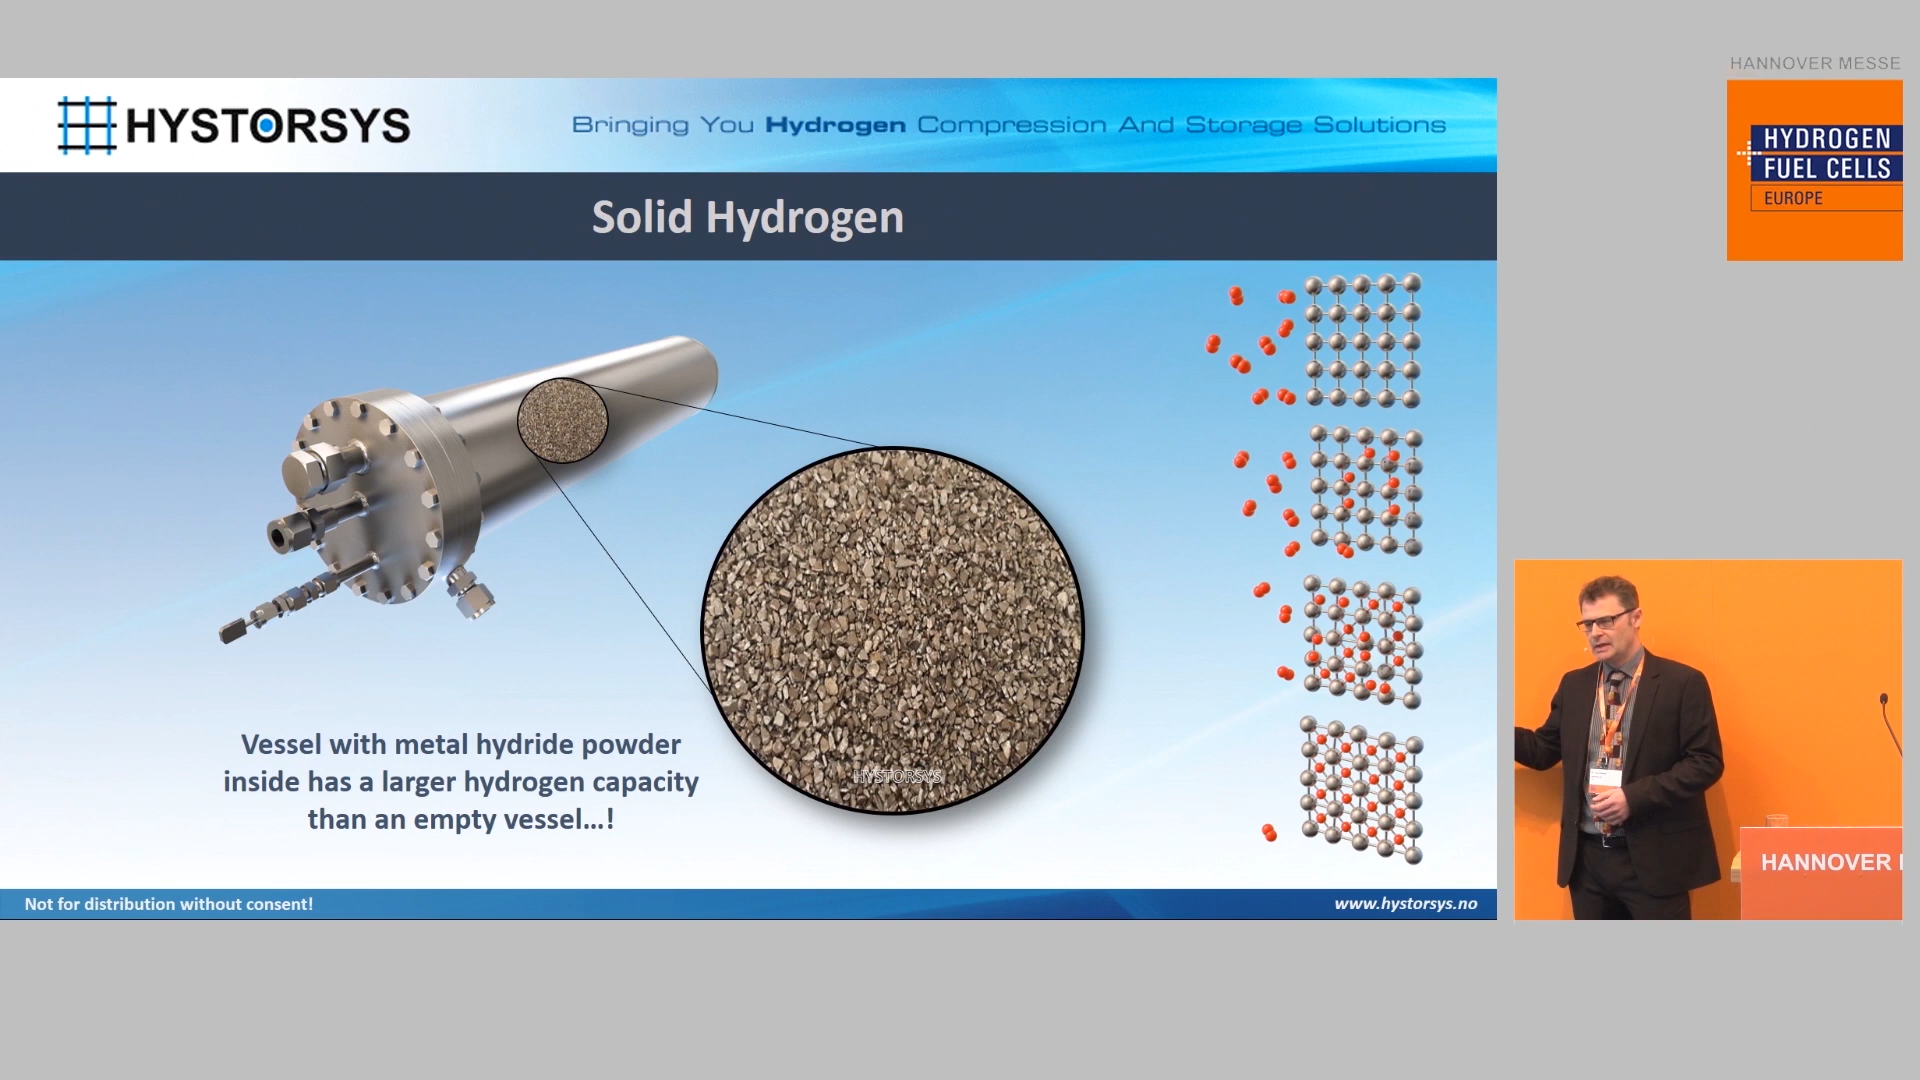 HANNOVER MESSE
HYDROGEN
FUEL CELLS
EUROPE
HYSTORSYS
Bringing You Hydrogen Compression And Storage Solutions
Solid Hydrogen
Vessel with metal hydride powder
inside has a larger hydrogen capacity
than an empty vessel...!
HYSTORSYS
HANNOVER
Not for distribution without consent!
www.hystorsys.no